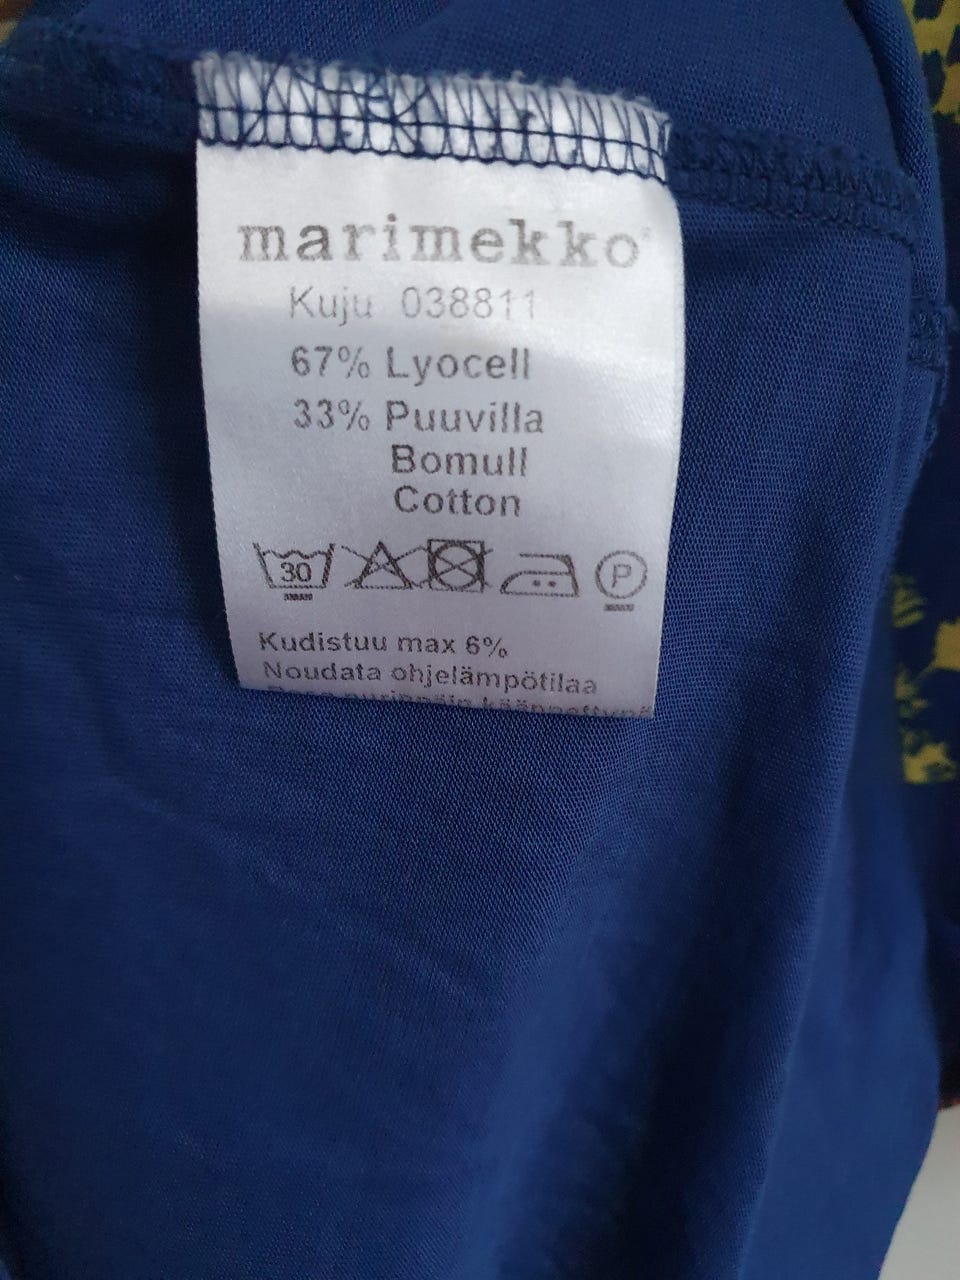 marimekko
Kuju 038811
67% Lyocell
33% Puuvilla
Bomull
Cotton
30 P
Kudistuu max 6%
Noudata ohjelämpötilaa